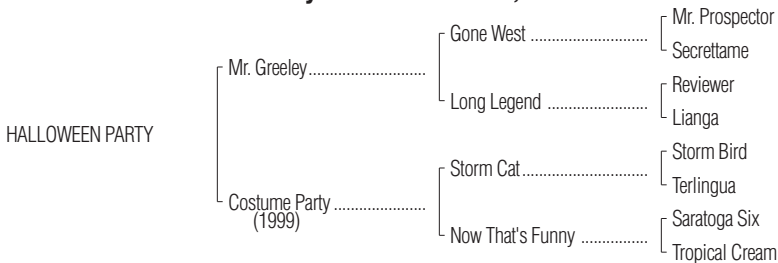 Mr. Prospector
Gone West ..................
Secrettame
Mr. Greeley...........................
Reviewer
Long Legend ......................
Lianga
HALLOWEEN PARTY
Storm Bird
Storm Cat............................
Terlingua
Costume Party .....................
(1999)
Saratoga Six
Now That's Funny ...............
Tropical Cream